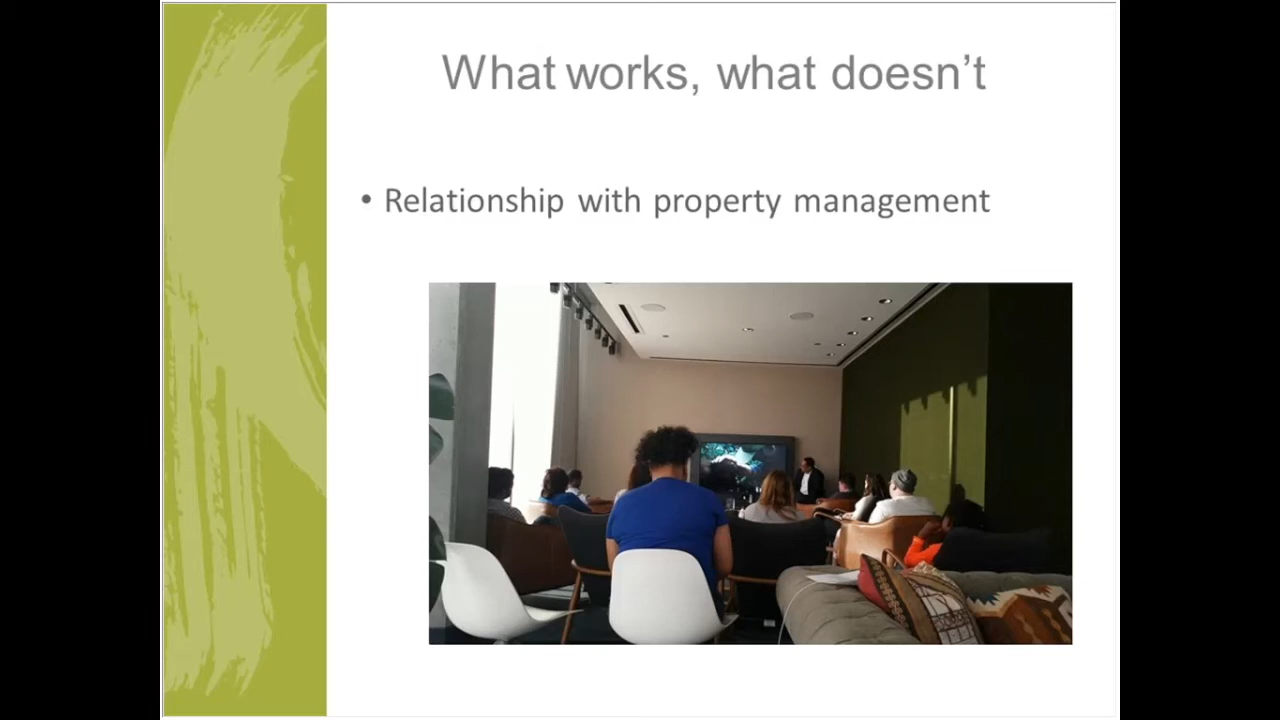 What works, what doesn’t
• Relationship with property management